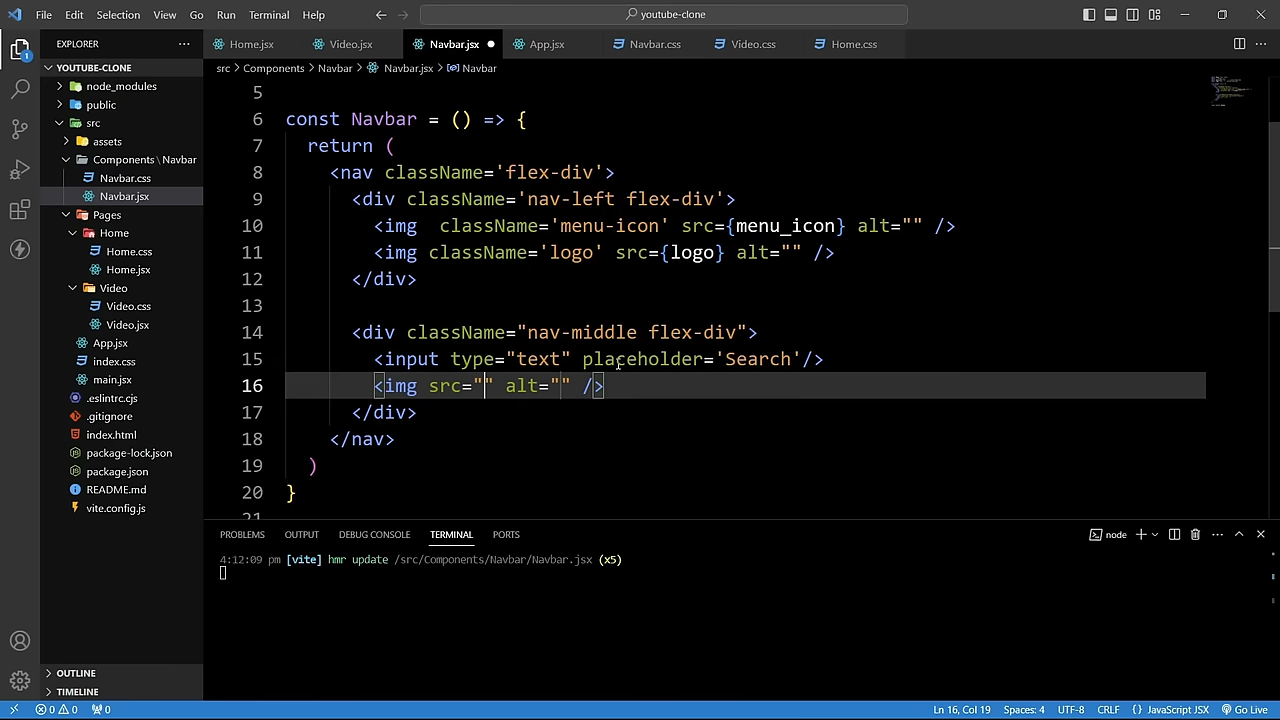 File Edit Selection View Go Run Terminal Help
youtube-clone
EXPLORER
Home.jsx
Video.jsx
Navbar.jsx
App.jsx
Navbar.css
Video.css
Home.css
YOUTUBE-CLONE
node_modules
public
src
assets
Components \ Navbar
Navbar.css
Navbar.jsx
Pages
Home
Home.css
Home.jsx
Video
Video.css
Video.jsx
App.jsx
index.css
main.jsx
.eslintrc.cjs
.gitignore
index.html
package-lock.json
package.json
README.md
vite.config.js
OUTLINE
TIMELINE
src > Components > Navbar > Navbar.jsx > Navbar
5
6 const Navbar = () => {
7 return (
8 <nav className='flex-div'>
9 <div className='nav-left flex-div'>
10 <img  className='menu-icon' src={menu_icon} alt="" />
11 <img className='logo' src={logo} alt="" />
12 </div>
13
14 <div className="nav-middle flex-div">
15 <input type="text" placeholder='Search'/>
16 <img src="" alt="" />
17 </div>
18 </nav>
19 )
20 }
21
PROBLEMS OUTPUT DEBUG CONSOLE TERMINAL PORTS
node
4:12:09 pm [vite] hmr update /src/Components/Navbar/Navbar.jsx (x5)
0 0 0
Ln 16, Col 19 Spaces: 4 UTF-8 CRLF {} JavaScript JSX Go Live
1